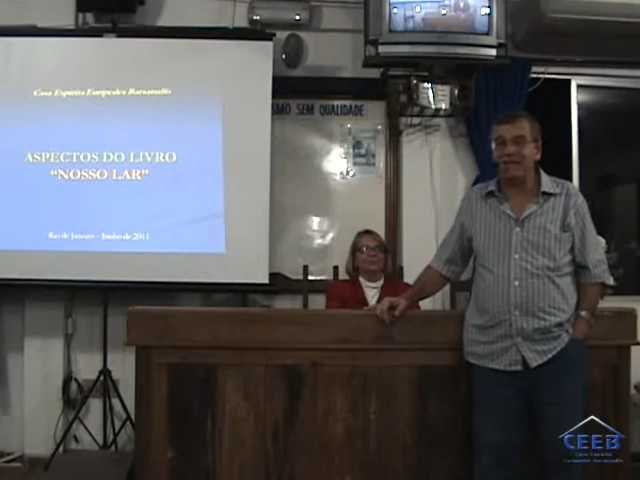 Casa Espírita Eurípedes Barsanulfo
ASPECTOS DO LIVRO
"NOSSO LAR"
Rio de Janeiro – Junho de 2011
SMO SEM QUALIDADE
CEEB